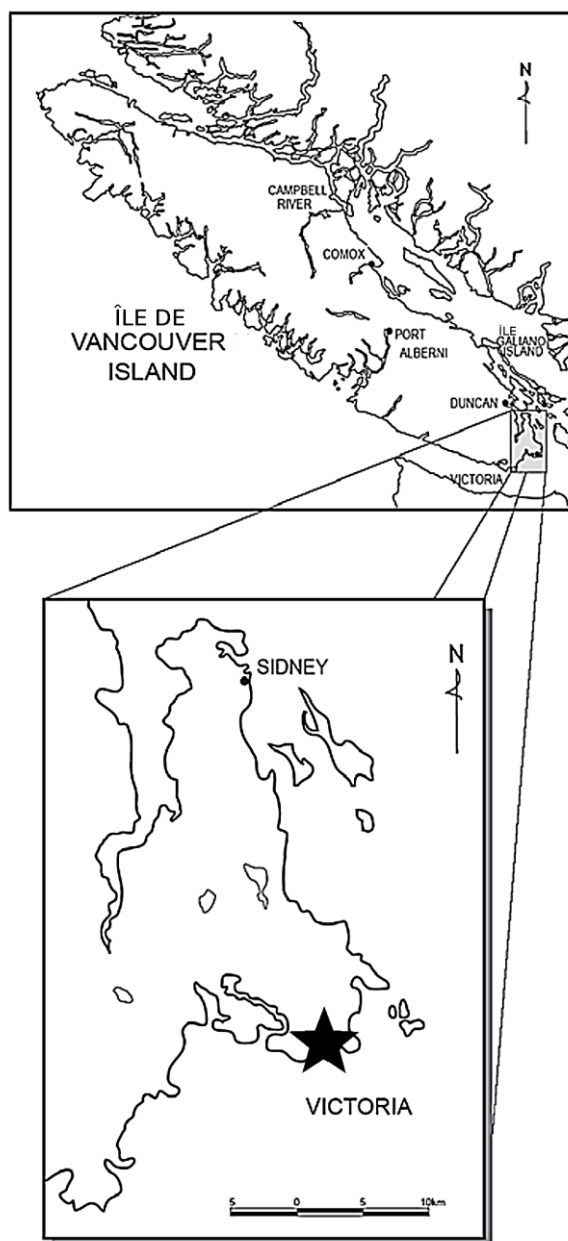 N
CAMPBELL
RIVER
COMOX
ÎLE DE
VANCOUVER
ISLAND
PORT
ALBERNI
ÎLE
GALIANO
ISLAND
DUNCAN
VICTORIA
SIDNEY
N
VICTORIA
5 0 5 10km